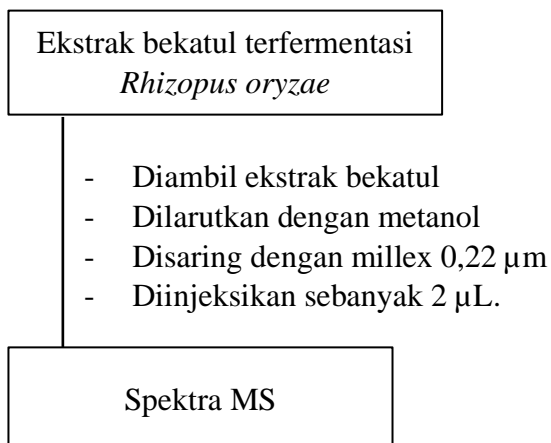 Ekstrak bekatul terfermentasi
Rhizopus oryzae
- Diambil ekstrak bekatul
- Dilarutkan dengan metanol
- Disaring dengan millex 0,22 µm
- Diinjeksikan sebanyak 2 µL.
Spektra MS